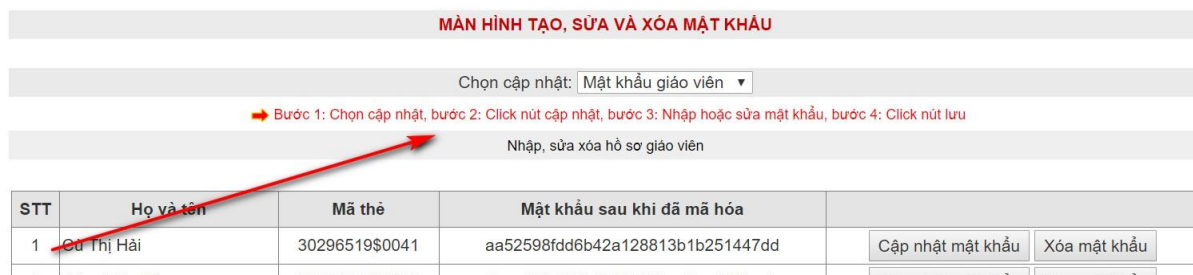 MÀN HÌNH TẠO, SỬA VÀ XÓA MẬT KHẨU
Chọn cập nhật: Mật khẩu giáo viên
Bước 1: Chọn cập nhật, bước 2: Click nút cập nhật, bước 3: Nhập hoặc sửa mật khẩu, bước 4: Click nút lưu
Nhập, sửa xóa hồ sơ giáo viên
STT Họ và tên Mã thẻ Mật khẩu sau khi đã mã hóa
1 Cù Thị Hải 30296519$0041 aa52598fdd6b42a128813b1b251447dd Cập nhật mật khẩu Xóa mật khẩu